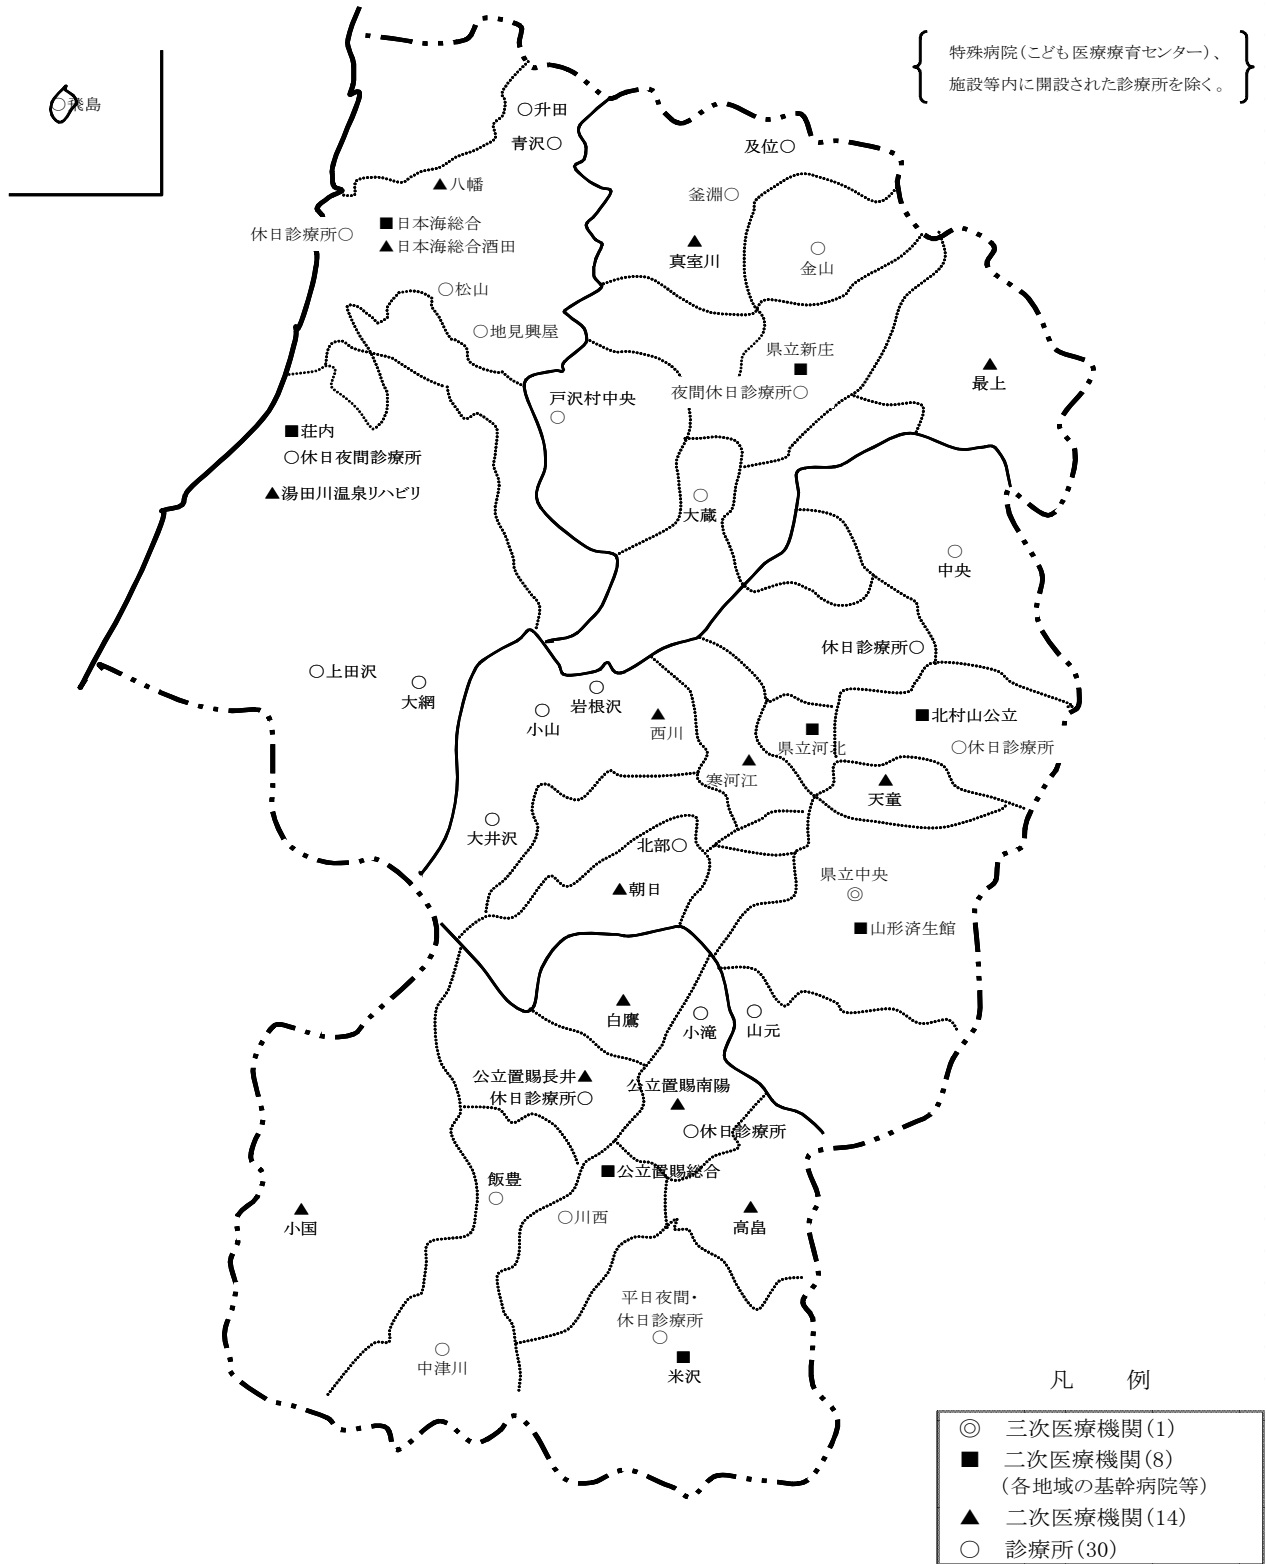 特殊病院（こども医療療育センター）、
施設等内に開設された診療所を除く。
○飛島
○升田
青沢○
及位○
▲八幡
釜淵○
■日本海総合
休日診療所○
▲日本海総合酒田
▲
真室川
○
金山
○松山
○地見興屋
県立新庄
■
▲
最上
夜間休日診療所○
戸沢村中央
○
■荘内
○休日夜間診療所
▲湯田川温泉リハビリ
○
大蔵
○
中央
休日診療所○
○上田沢
○
大網
○
岩根沢
○
小山
▲
西川
■北村山公立
■
県立河北
○休日診療所
▲
寒河江
▲
天童
○
大井沢
北部○
県立中央
◎
▲朝日
■山形済生館
▲
白鷹
○
小滝
○
山元
公立置賜長井▲
休日診療所○
公立置賜南陽
▲
○休日診療所
■公立置賜総合
飯豊
○
○川西
▲
小国
▲
高畠
平日夜間・
休日診療所
○
■
米沢
○
中津川
凡 例
◎ 三次医療機関（1）
■ 二次医療機関（8）
（各地域の基幹病院等）
▲ 二次医療機関（14）
○ 診療所（30）